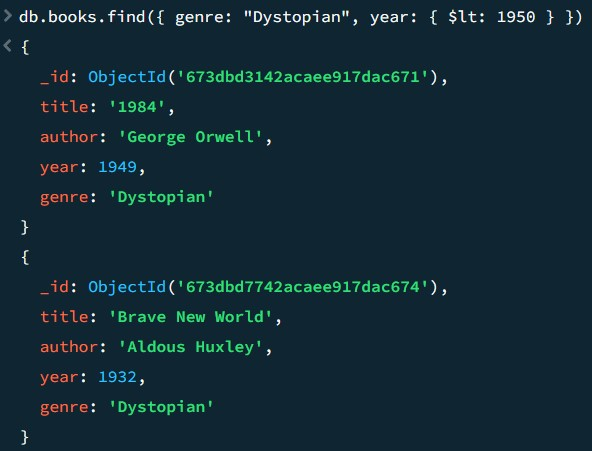 > db.books.find({ genre: "Dystopian", year: { $lt: 1950 } })
< {
_id: ObjectId('673dbd3142acaee917dac671'),
title: '1984',
author: 'George Orwell',
year: 1949,
genre: 'Dystopian'
}
{
_id: ObjectId('673dbd7742acaee917dac674'),
title: 'Brave New World',
author: 'Aldous Huxley',
year: 1932,
genre: 'Dystopian'
}